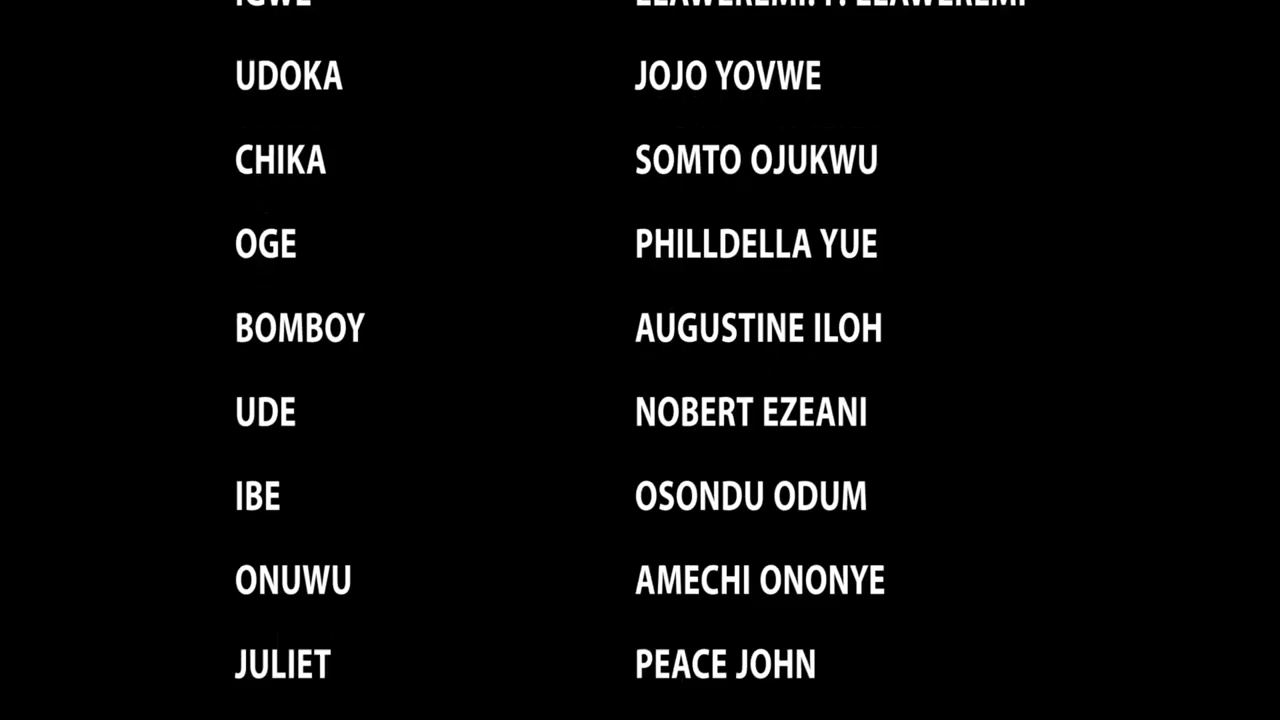 IGWE
UDOKA JOJO YOVWE
CHIKA SOMTO OJUKWU
OGE PHILLDELLA YUE
BOMBOY AUGUSTINE ILOH
UDE NOBERT EZEANI
IBE OSONDU ODUM
ONUWU AMECHI ONONYE
JULIET PEACE JOHN